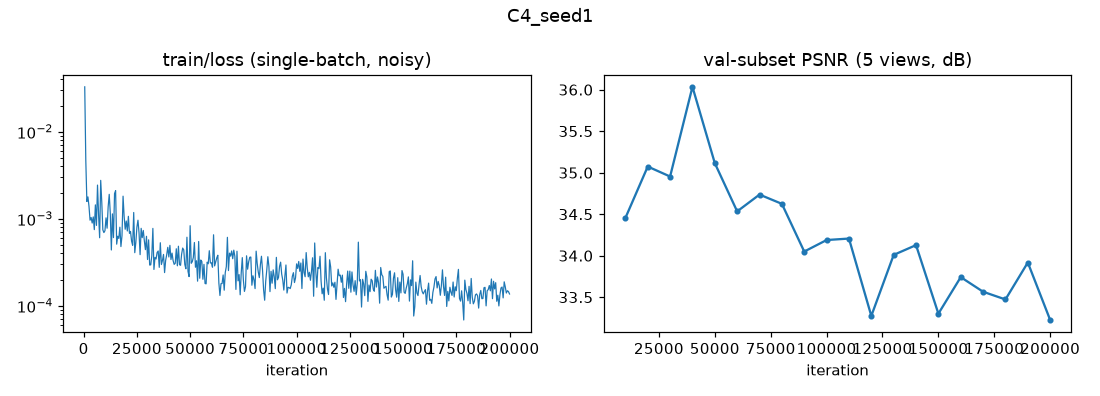 C4_seed1
train/loss (single-batch, noisy)
val-subset PSNR (5 views, dB)
10^-2
10^-3
10^-4
0 25000 50000 75000 100000 125000 150000 175000 200000
iteration
36.0
35.5
35.0
34.5
34.0
33.5
25000 50000 75000 100000 125000 150000 175000 200000
iteration